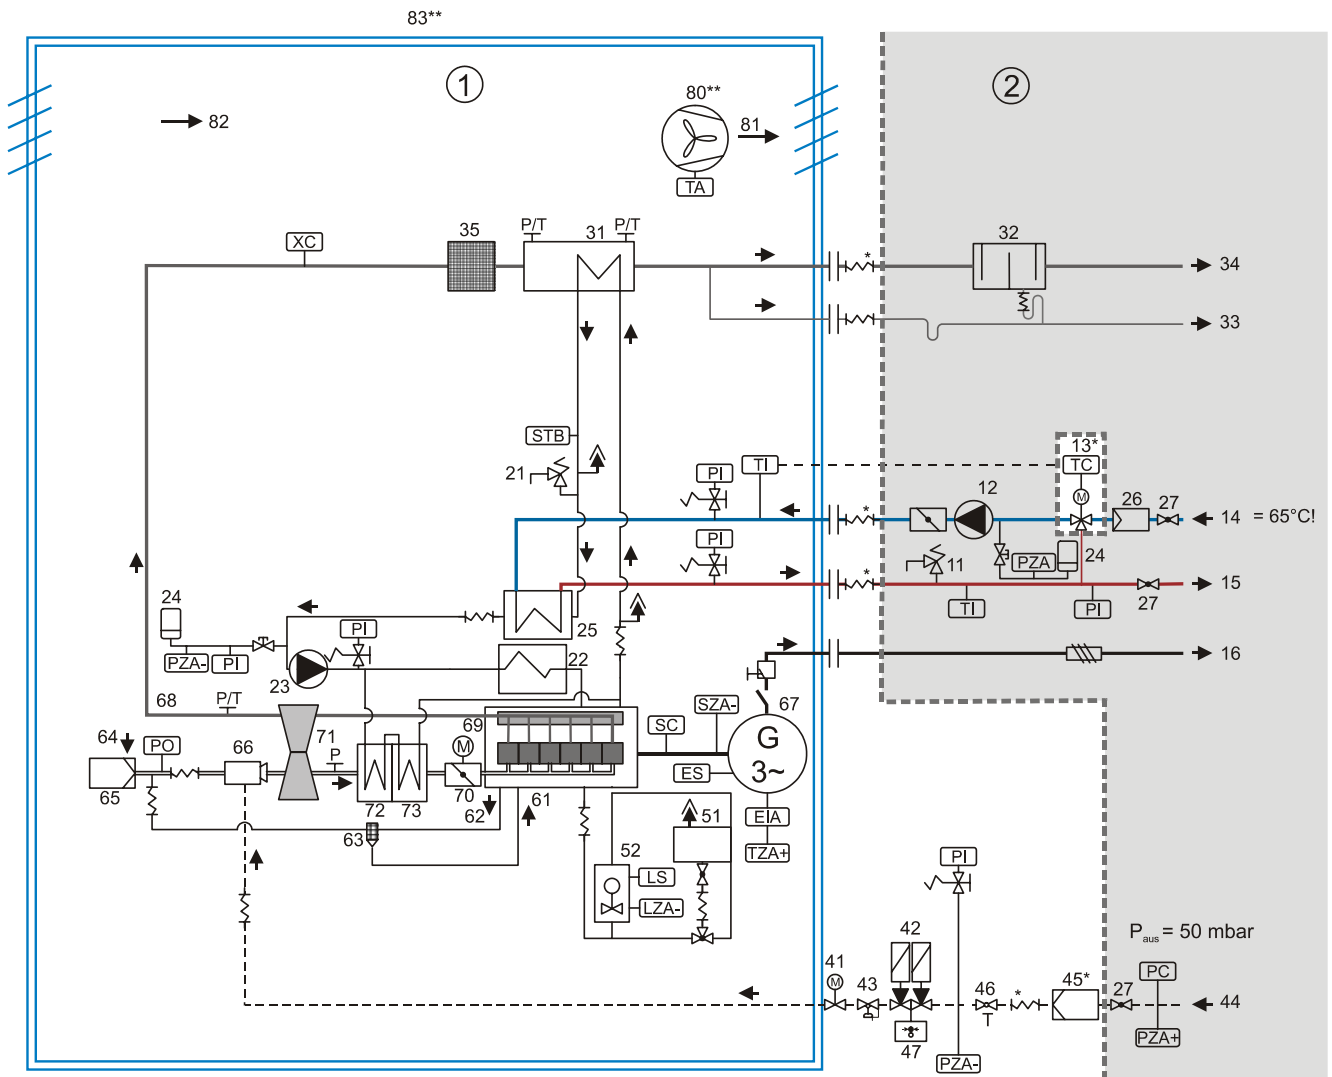 83**
1
2
80**
82
81
TA
XC
35
P/T
31
P/T
32
34
33
STB
21
PI
TI
13*
TC
M
12
26
27
14 = 65°C!
PI
11
PZA
24
24
TI
PI
27
15
PZA-
PI
PI
23
25
22
16
68
P/T
69
SC
SZA-
67
G
3~
64
PO
66
71
P
M
ES
65
72
73
70
62
61
63
EIA
TZA+
51
52
LS
LZA-
PI
P aus = 50 mbar
41
M
43
42
46
45*
27
PC
44
47
PZA-
PZA+